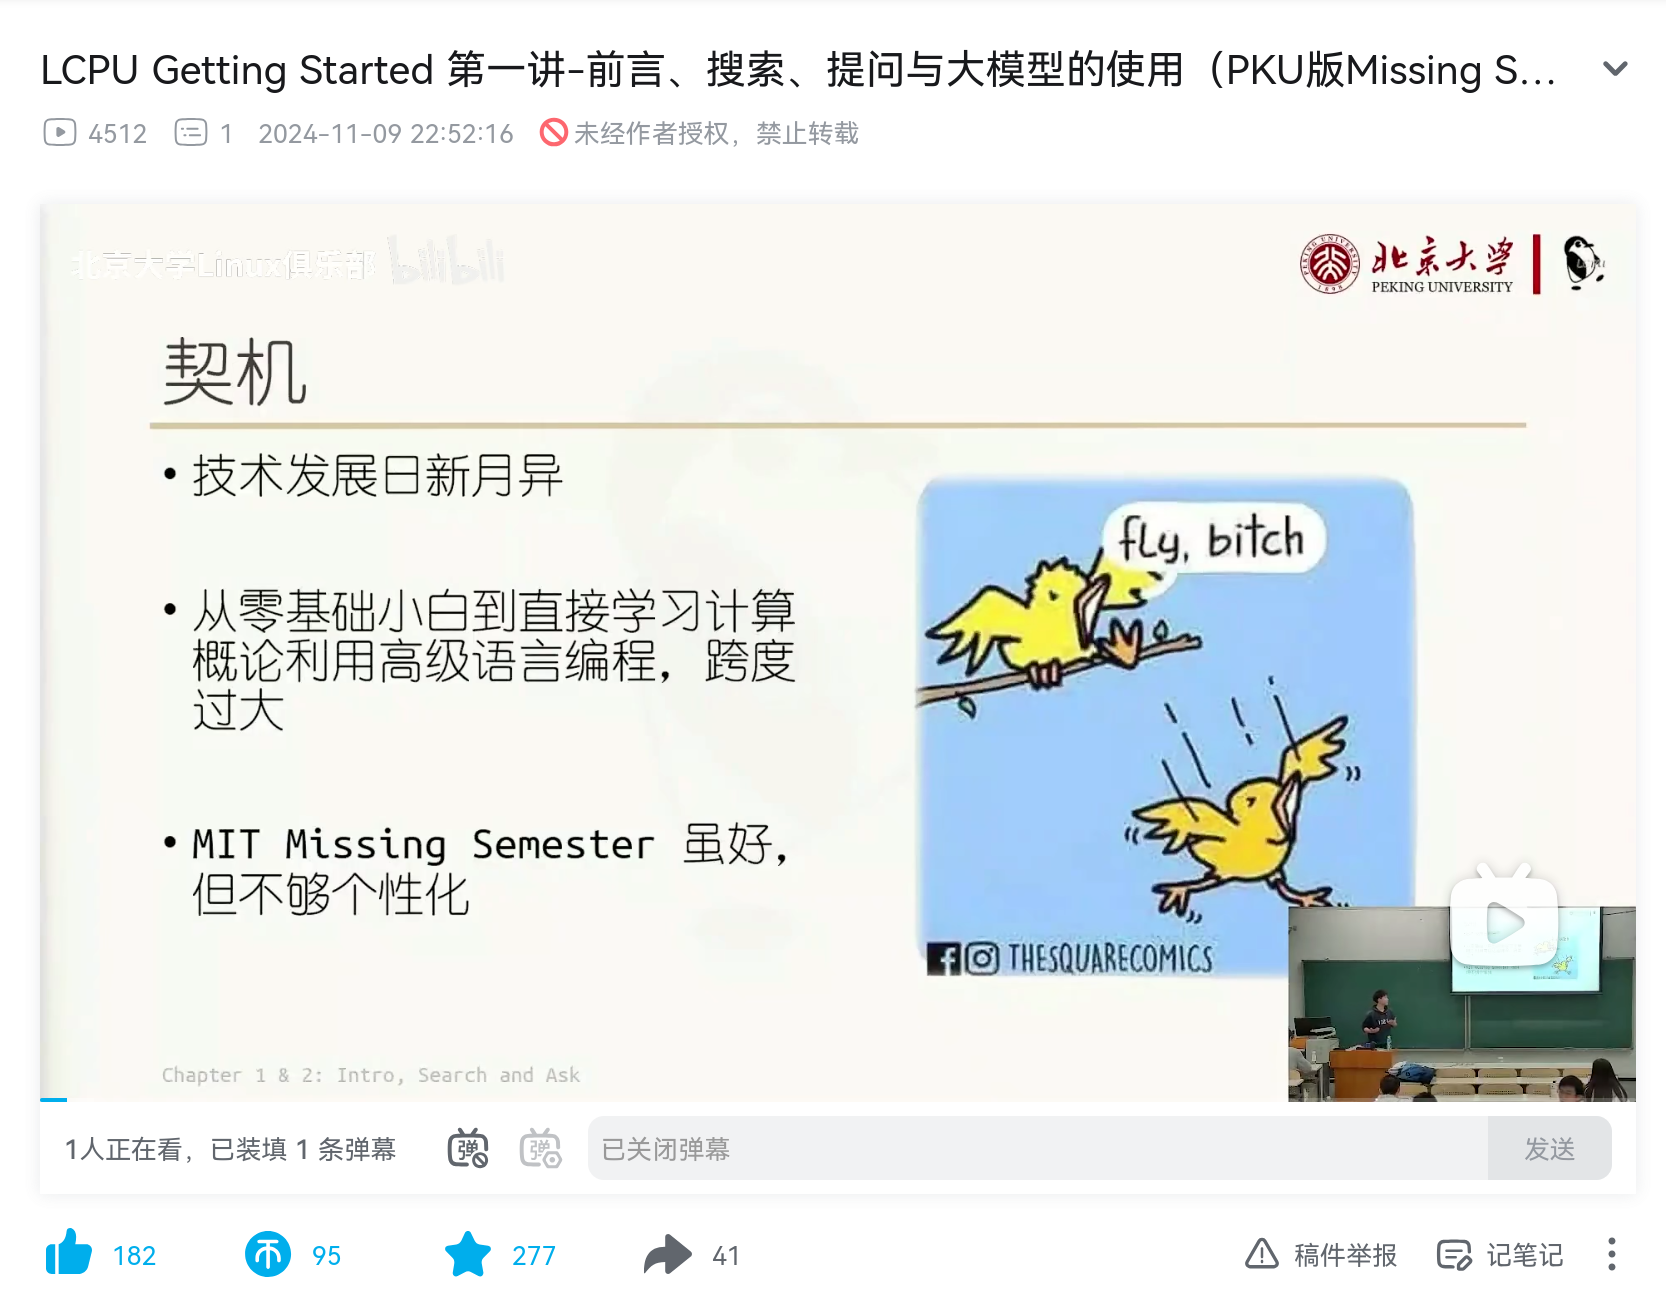 LCPU Getting Started 第一讲-前言、搜索、提问与大模型的使用（PKU版Missing S...
4512 1 2024-11-09 22:52:16 未经作者授权，禁止转载
北京大学Linux俱乐部 bilibili
北京大学
PEKING UNIVERSITY
契机
• 技术发展日新月异
• 从零基础小白到直接学习计算
概论利用高级语言编程，跨度
过大
• MIT Missing Semester 虽好，
但不够个性化
fly, bitch
THESQUARECOMICS
Chapter 1 & 2: Intro, Search and Ask
1人正在看，已装填 1 条弹幕
弹
弹
已关闭弹幕
发送
182
95
277
41
稿件举报
记笔记